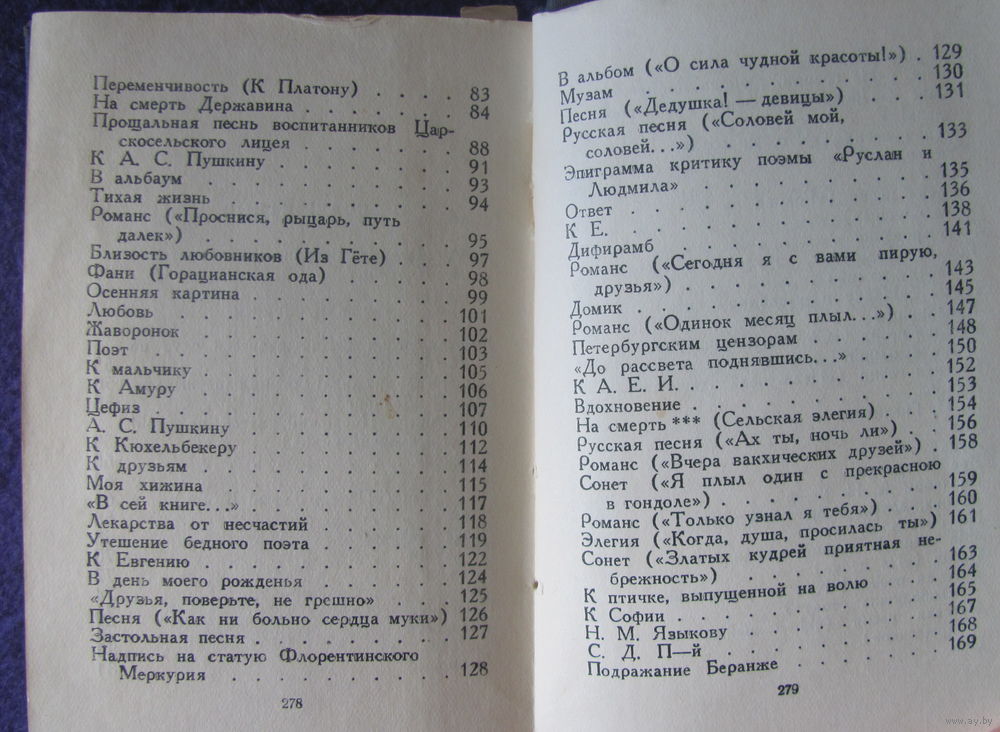 Переменчивость (К Платону) . . . . 83
На смерть Державина . . . . . . . 84
Прощальная песнь воспитанников Цар-
скосельского лицея . . . . . . . 88
К А. С. Пушкину . . . . . . . . 91
В альбаум . . . . . . . . . . . 93
Тихая жизнь . . . . . . . . . . 94
Романс («Проснися, рыцарь, путь
далек») . . . . . . . . . . . 95
Близость любовников (Из Гёте) . . . 97
Фани (Горацианская ода) . . . . . 98
Осенняя картина . . . . . . . . . 99
Любовь . . . . . . . . . . . . 101
Жаворонок . . . . . . . . . . . 102
Поэт . . . . . . . . . . . . . 103
К мальчику . . . . . . . . . . . 105
К Амуру . . . . . . . . . . . . 106
Цефиз . . . . . . . . . . . . . 107
А. С. Пушкину . . . . . . . . . 110
К Кюхельбекеру . . . . . . . . . 112
К друзьям . . . . . . . . . . . 114
Моя хижина . . . . . . . . . . . 115
«В сей книге...» . . . . . . . . . 117
Лекарства от несчастий . . . . . . 118
Утешение бедного поэта . . . . . . 119
К Евгению . . . . . . . . . . . 122
В день моего рожденья . . . . . . 124
«Друзья, поверьте, не грешно» . . . 125
Песня («Как ни больно сердца муки») 126
Застольная песня . . . . . . . . . 127
Надпись на статую Флорентинского
Меркурия . . . . . . . . . . 128
278
В альбом («О сила чудной красоты!») . 129
Музам . . . . . . . . . . . . . 130
Песня («Дедушка! — девицы») . . . 131
Русская песня («Соловей мой,
соловей...») . . . . . . . . . 133
Эпиграмма критику поэмы «Руслан и
Людмила» . . . . . . . . . . 135
Ответ . . . . . . . . . . . . . 136
К Е. . . . . . . . . . . . . . 138
Дифирамб . . . . . . . . . . . 141
Романс («Сегодня я с вами пирую,
друзья») . . . . . . . . . . . 143
Домик . . . . . . . . . . . . . 145
Романс («Одинок месяц плыл...») . . 147
Петербургским цензорам . . . . . . 148
«До рассвета поднявшись...» . . . . 150
К А. Е. И. . . . . . . . . . . . 152
Вдохновение . . . . . . . . . . . 153
На смерть *** (Сельская элегия) . . . 154
Русская песня («Ах ты, ночь ли») . . 156
Романс («Вчера вакхических друзей») . 158
Сонет («Я плыл один с прекрасною
в гондоле») . . . . . . . . . 159
Романс («Только узнал я тебя») . . . 160
Элегия («Когда, душа, просилась ты») 161
Сонет («Златых кудрей приятная не-
брежность») . . . . . . . . . 163
К птичке, выпущенной на волю . . . 164
К Софии . . . . . . . . . . . . 165
Н. М. Языкову . . . . . . . . . 167
С. Д. П—й . . . . . . . . . . . 168
Подражание Беранже . . . . . . . 169
279
www.ay.by